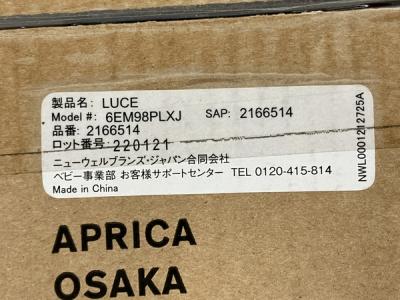 製品名: LUCE
Model #: 6EM98PLXJ SAP: 2166514
品番: 2166514
ロット番号: 220121
ニューウェルブランズ・ジャパン合同会社
ベビー事業部 お客様サポートセンター TEL 0120-415-814
Made in China
NWL0001212725A
APRICA
OSAKA